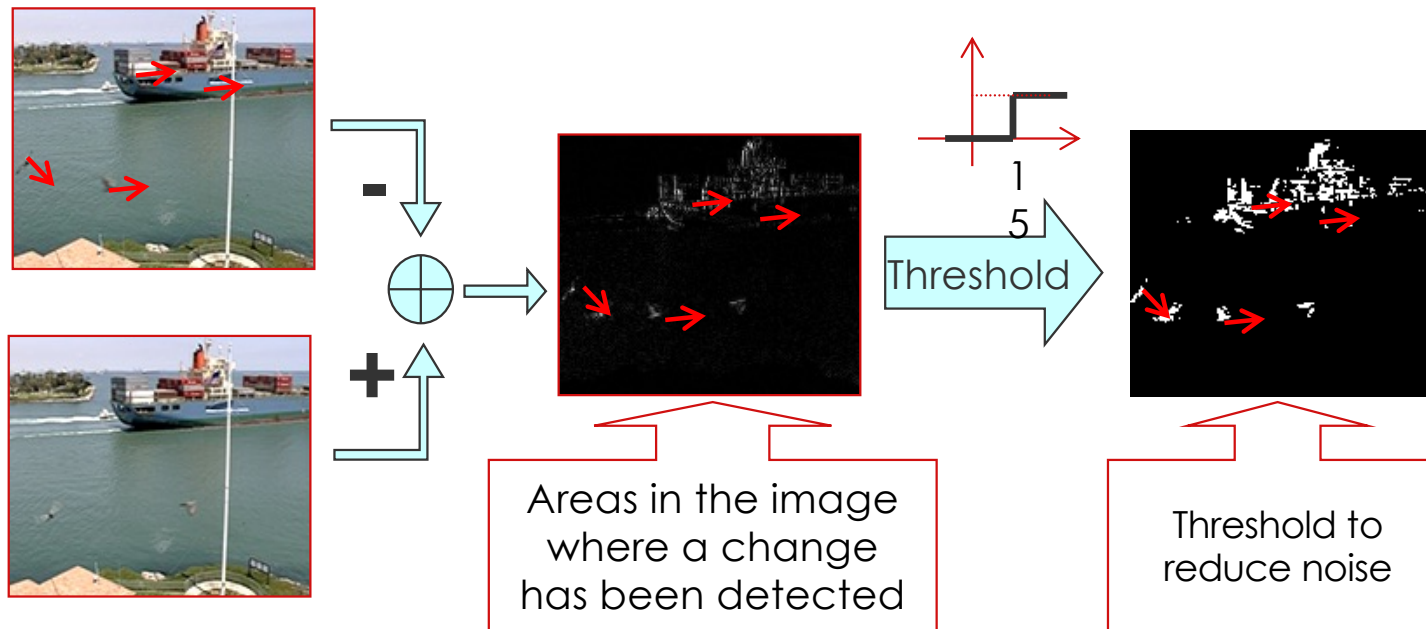 -
+
1
5
Threshold
Areas in the image
where a change
has been detected
Threshold to
reduce noise